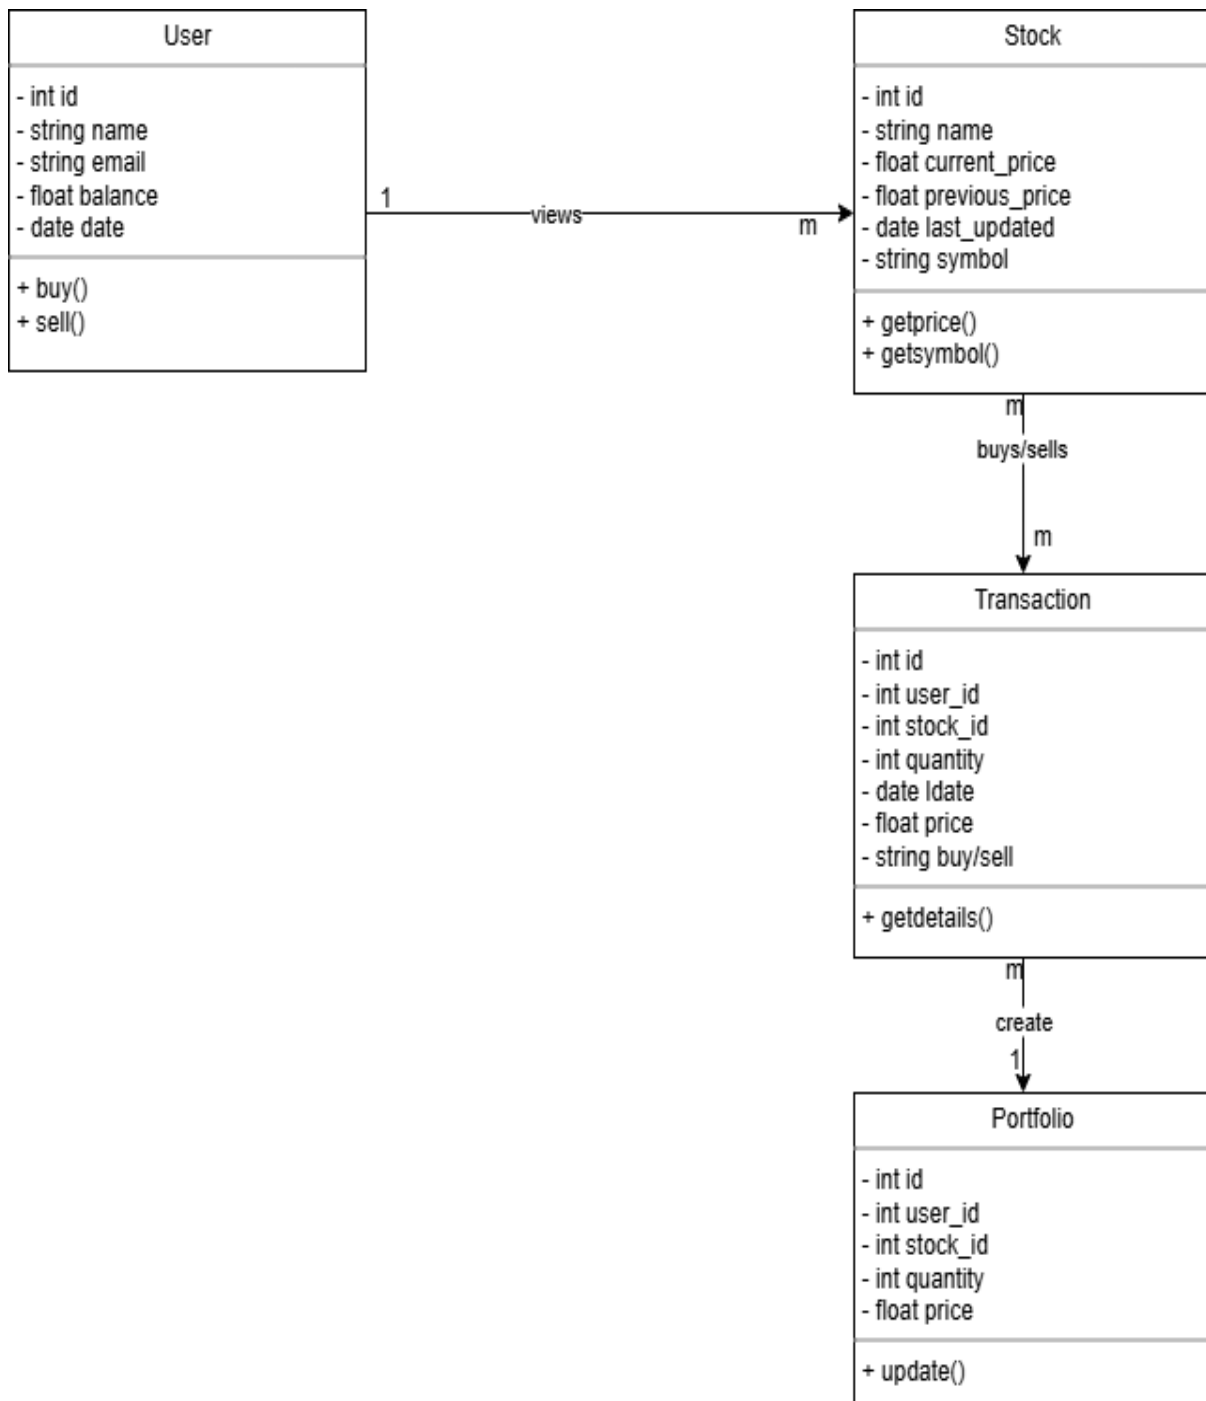 User
- int id
- string name
- string email
- float balance
- date date
+ buy()
+ sell()
1
views
m
Stock
- int id
- string name
- float current_price
- float previous_price
- date last_updated
- string symbol
+ getprice()
+ getsymbol()
m
buys/sells
m
Transaction
- int id
- int user_id
- int stock_id
- int quantity
- date ldate
- float price
- string buy/sell
+ getdetails()
m
create
1
Portfolio
- int id
- int user_id
- int stock_id
- int quantity
- float price
+ update()